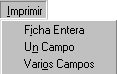 Imprimir
Ficha Entera
Un Campo
Varios Campos